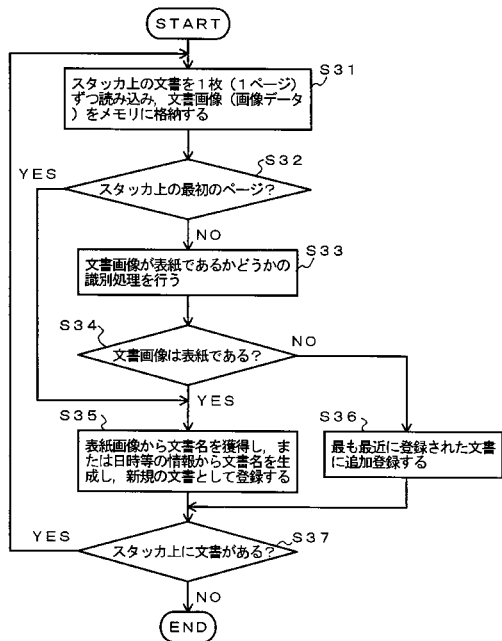 START
S31
スタッカ上の文書を1枚(1ページ)
ずつ読み込み,文書画像(画像データ
)をメモリに格納する
S32
YES
スタッカ上の最初のページ?
NO
S33
文書画像が表紙であるかどうかの
識別処理を行う
S34
NO
文書画像は表紙である?
YES
S35
S36
表紙画像から文書名を獲得し,ま
たは日時等の情報から文書名を生
成し,新規の文書として登録する
最も最近に登録された文書
に追加登録する
YES
S37
スタッカ上に文書がある?
NO
END